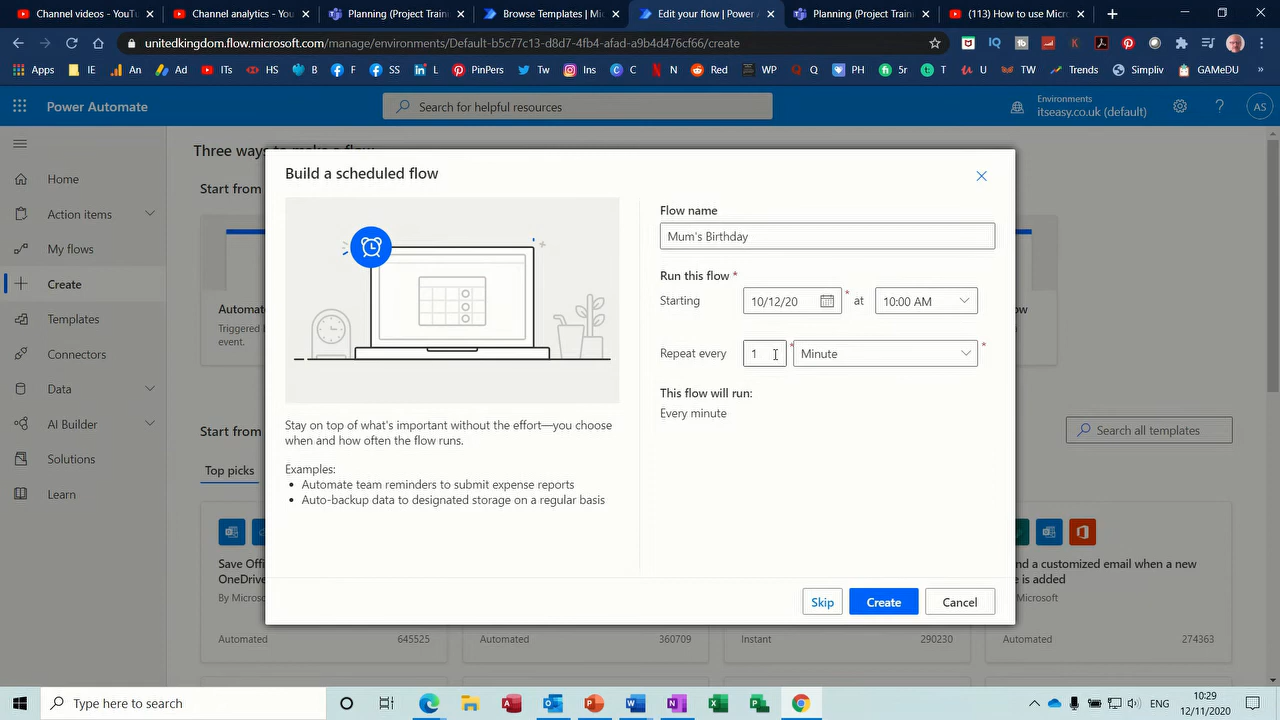 Channel content - YouTu
Channel analytics - YouT
Planning (Project Trainin
Browse Templates | Micr
Edit your flow | Power A
Planning (Project Trainin
(113) How to use Micros
unitedkingdom.flow.microsoft.com/manage/environments/Default-b5c77c13-d8d7-4fb4-afad-a9b4d476cf66/create
Apps
IE
An
Ad
ITs
HS
B
FB
SS
L
PinPers
Tw
Ins
C
N
Red
WP
Q
PH
5r
T
U
TW
Trends
Simpliv
GAMeDU
»
Power Automate
Search for helpful resources
Environments
itseasy.co.uk (default)
AS
Home
Action items
My flows
Create
Templates
Connectors
Data
AI Builder
Solutions
Learn
Three ways to make a flow
Start from
Automate
Triggered
event.
ow
Start from
Search all templates
Top picks
Save Offi
OneDrive
By Micros
Automated
645525
Automated
360709
Instant
290230
nd a customized email when a new
e is added
Microsoft
Automated
274363
Build a scheduled flow
Stay on top of what's important without the effort—you choose
when and how often the flow runs.
Examples:
• Automate team reminders to submit expense reports
• Auto-backup data to designated storage on a regular basis
Flow name
Mum's Birthday
Run this flow *
Starting
10/12/20
* at
10:00 AM
Repeat every
1
*
Minute
*
This flow will run:
Every minute
Skip
Create
Cancel
Type here to search
ENG
10:29
12/11/2020